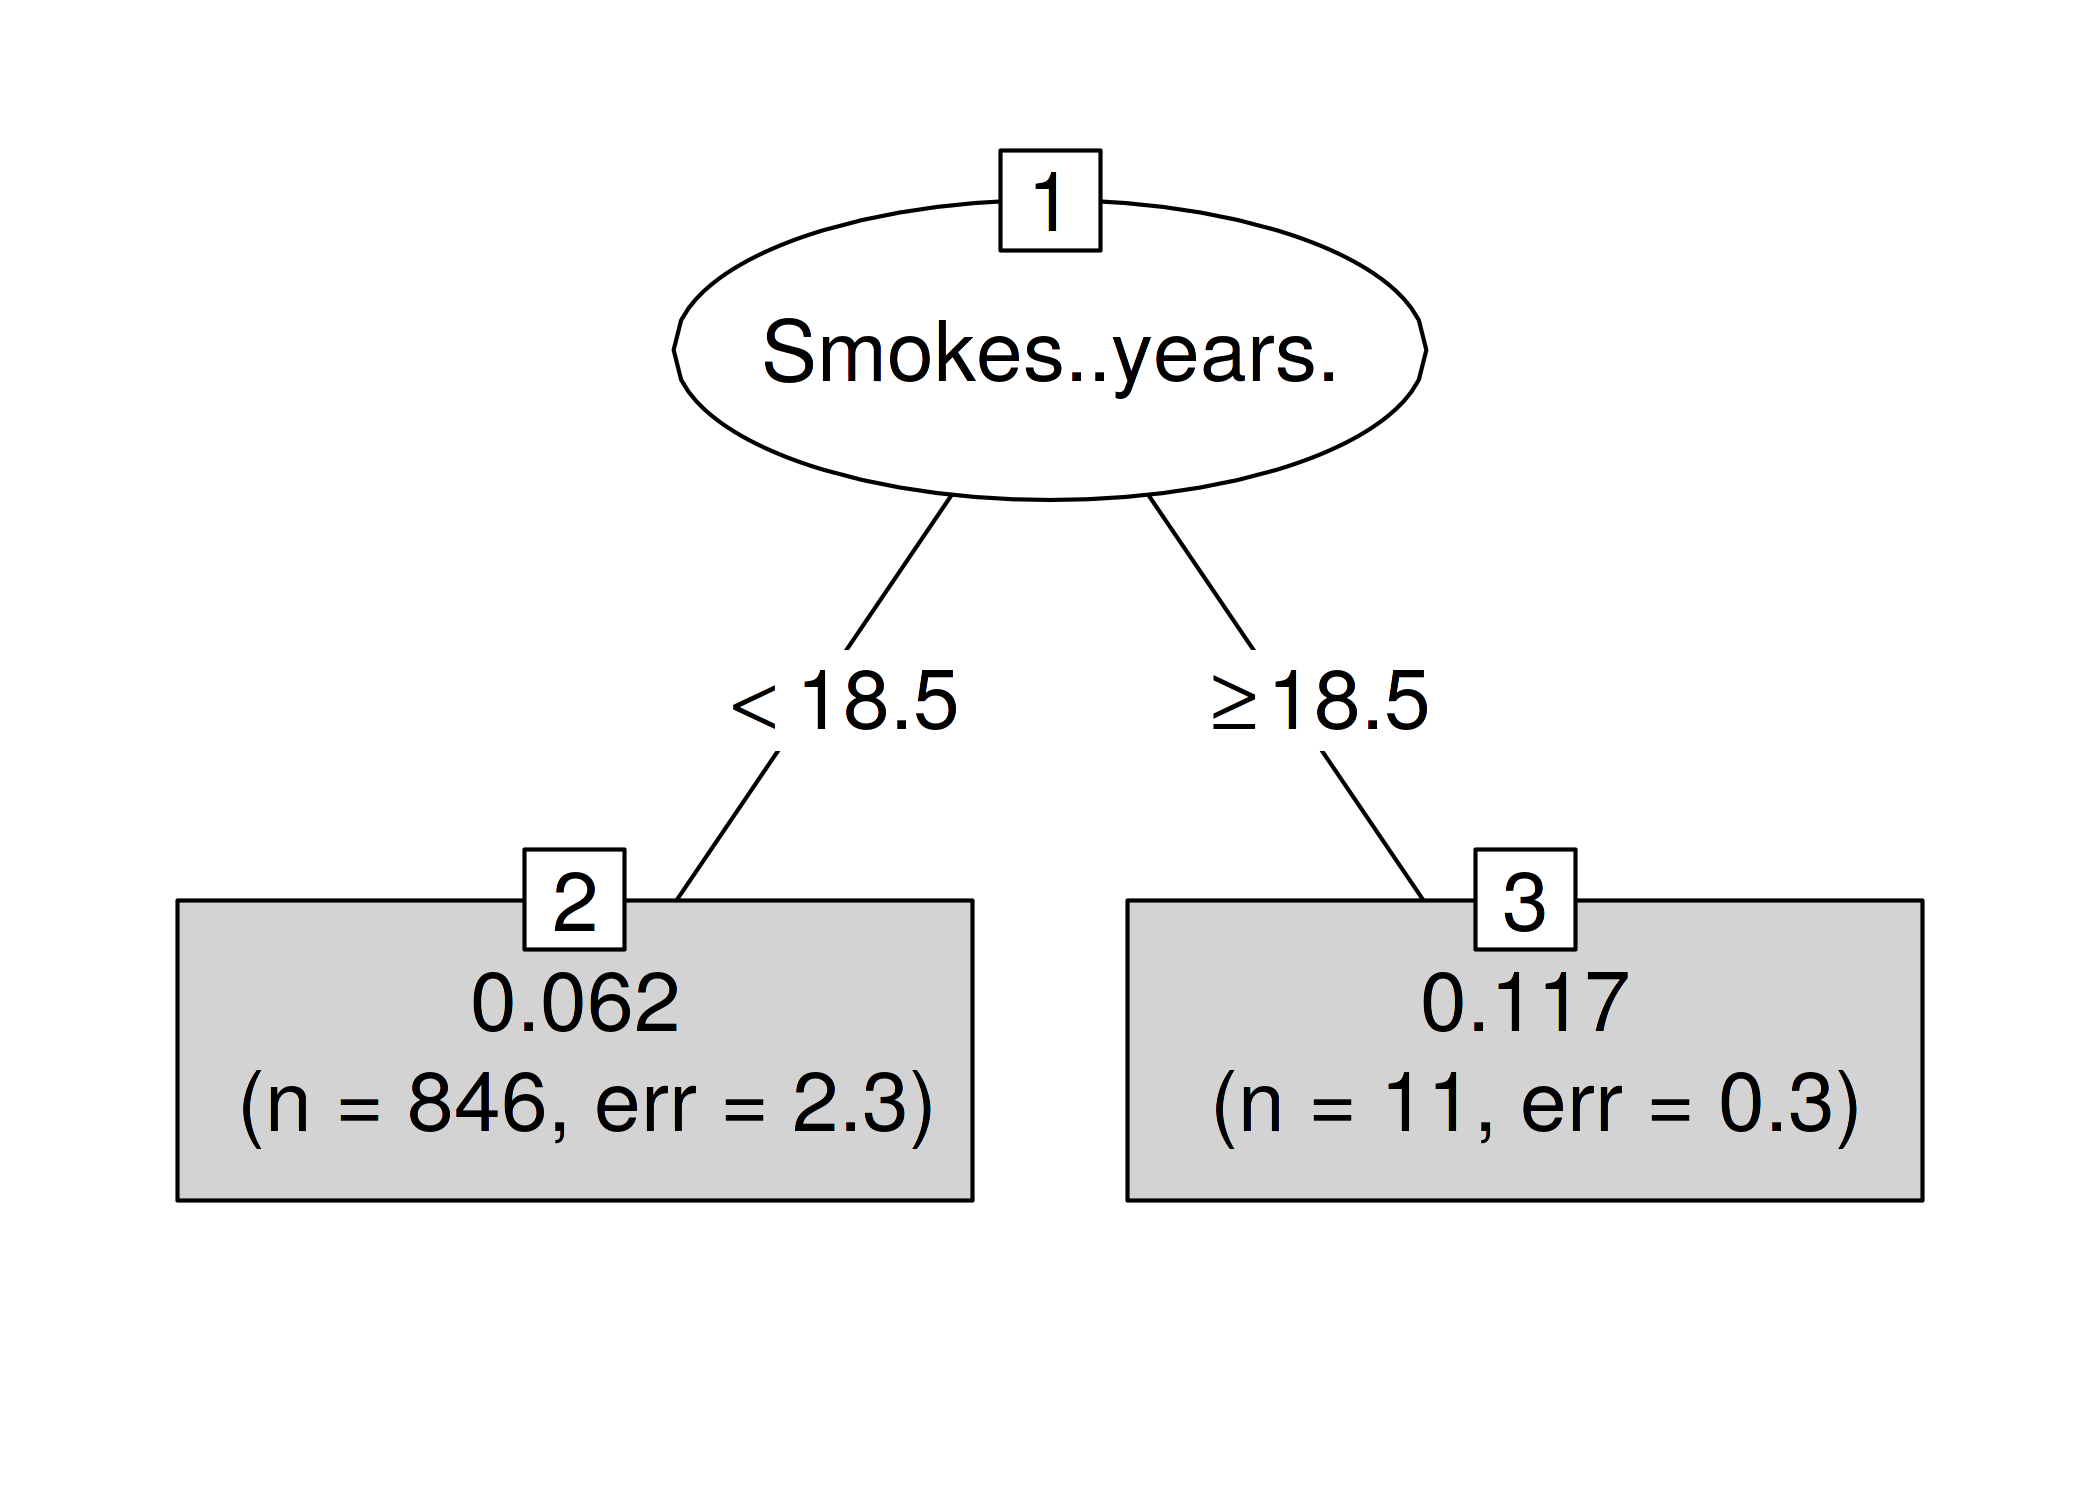 1
Smokes..years.
< 18.5
≥ 18.5
2
0.062
(n = 846, err = 2.3)
3
0.117
(n = 11, err = 0.3)